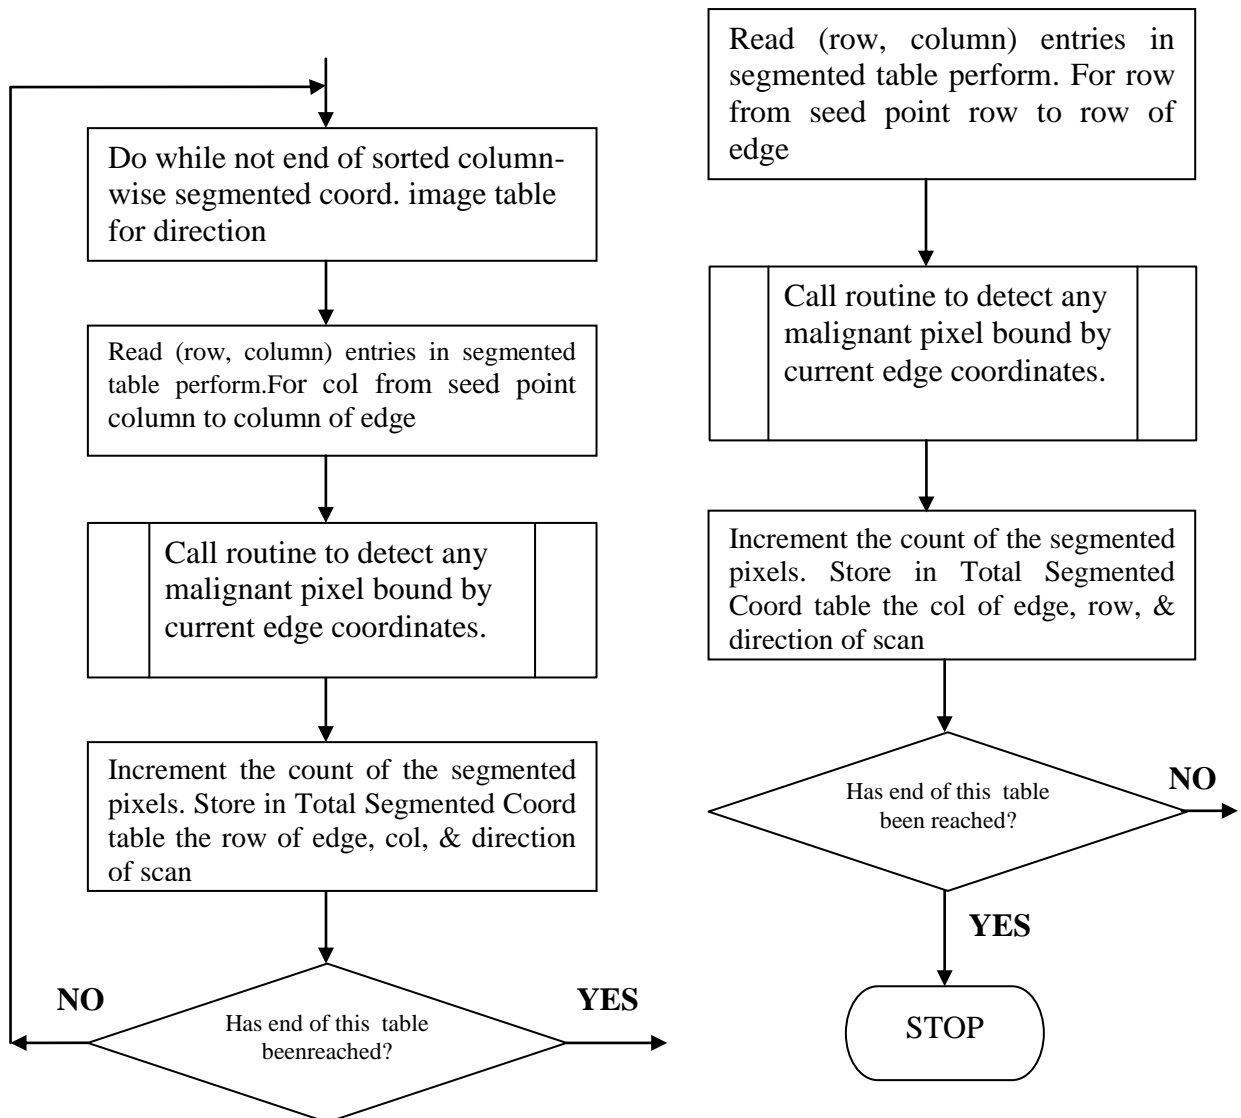 Do while not end of sorted column-
wise segmented coord. image table
for direction
Read (row, column) entries in segmented
table perform.For col from seed point
column to column of edge
Call routine to detect any
malignant pixel bound by
current edge coordinates.
Increment the count of the segmented
pixels. Store in Total Segmented Coord
table the row of edge, col, & direction
of scan
NO
YES
Has end of this table
beenreached?
Read (row, column) entries in
segmented table perform. For row
from seed point row to row of
edge
Call routine to detect any
malignant pixel bound by
current edge coordinates.
Increment the count of the segmented
pixels. Store in Total Segmented
Coord table the col of edge, row, &
direction of scan
Has end of this table
been reached?
NO
YES
STOP